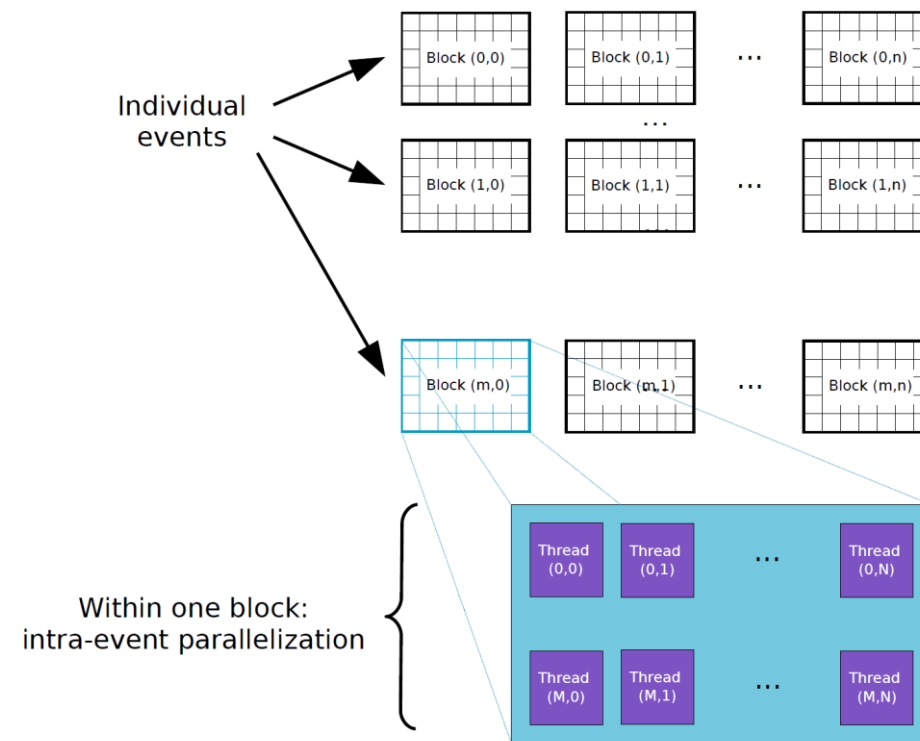 Individual
events
Block (0,0)
Block (0,1)
...
Block (0,n)
...
Block (1,0)
Block (1,1)
...
Block (1,n)
...
Block (m,0)
Block (m,1)
...
...
Block (m,n)
Within one block:
intra-event parallelization
Thread
(0,0)
Thread
(0,1)
...
Thread
(0,N)
Thread
(M,0)
Thread
(M,1)
...
Thread
(M,N)